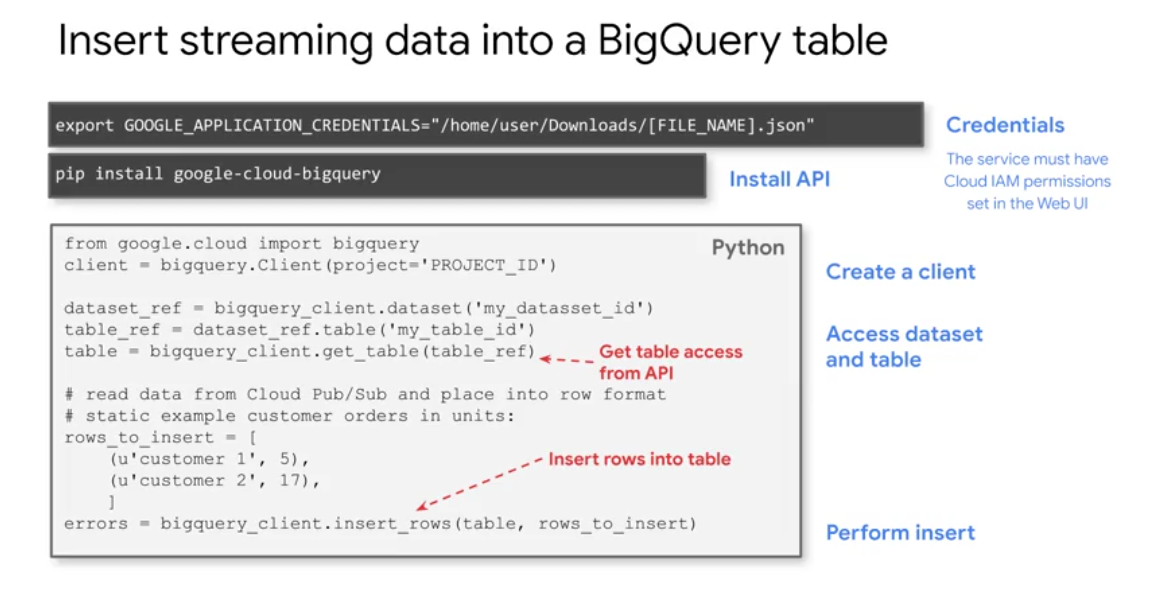 Insert streaming data into a BigQuery table
export GOOGLE_APPLICATION_CREDENTIALS="/home/user/Downloads/[FILE_NAME].json"
Credentials
The service must have
Cloud IAM permissions
set in the Web UI
pip install google-cloud-bigquery
Install API
Python
from google.cloud import bigquery
client = bigquery.Client(project='PROJECT_ID')
Create a client
dataset_ref = bigquery_client.dataset('my_datasset_id')
table_ref = dataset_ref.table('my_table_id')
table = bigquery_client.get_table(table_ref)
Get table access
from API
Access dataset
and table
# read data from Cloud Pub/Sub and place into row format
# static example customer orders in units:
rows_to_insert = [
(u'customer 1', 5),
(u'customer 2', 17),
]
Insert rows into table
errors = bigquery_client.insert_rows(table, rows_to_insert)
Perform insert